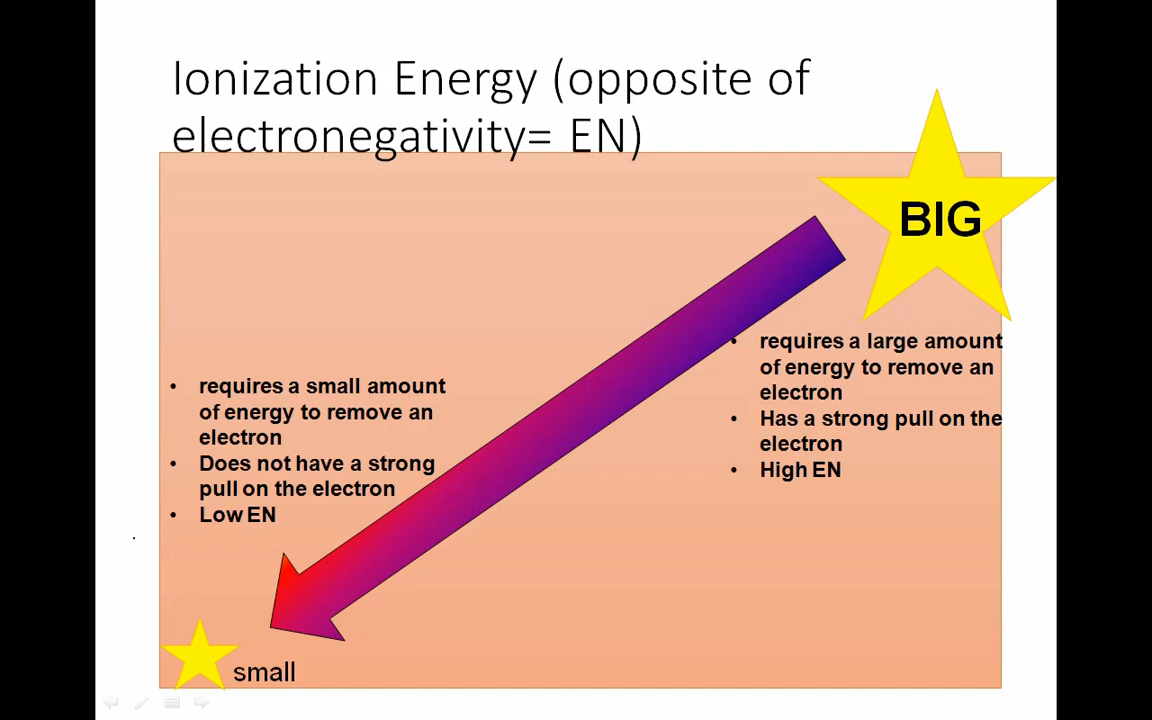 Ionization Energy (opposite of
electronegativity= EN)
BIG
• requires a large amount
of energy to remove an
electron
• Has a strong pull on the
electron
• High EN
• requires a small amount
of energy to remove an
electron
• Does not have a strong
pull on the electron
• Low EN
small